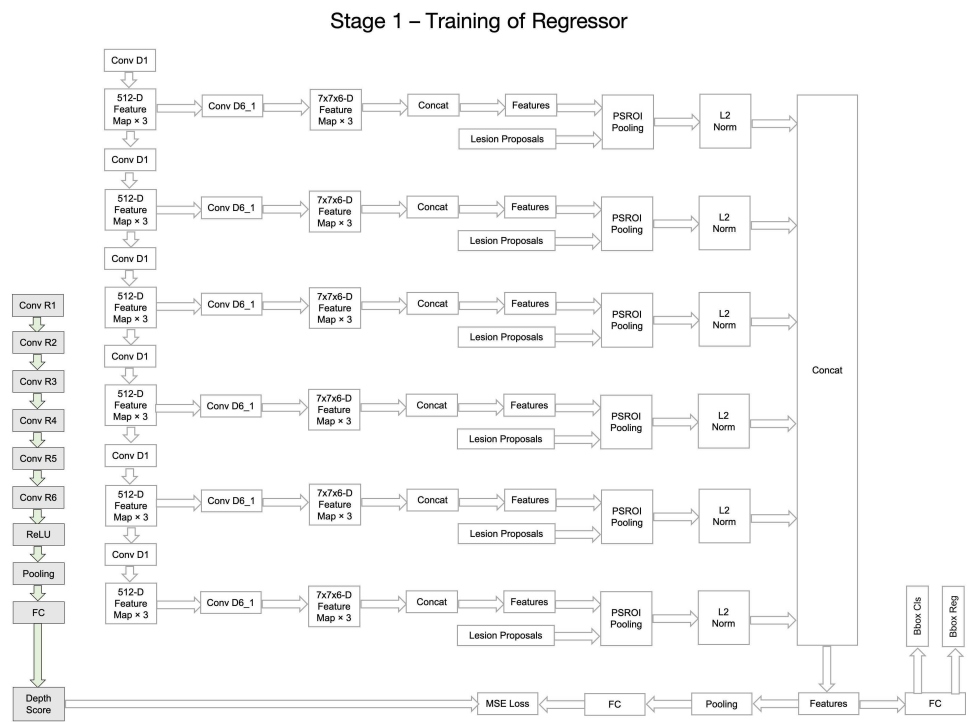 Stage 1 – Training of Regressor
Conv D1
512-D
Feature
Map × 3
Conv D6_1
7x7x6-D
Feature
Map × 3
Concat
Features
Lesion Proposals
PSROI
Pooling
L2
Norm
Conv D1
512-D
Feature
Map × 3
Conv D6_1
7x7x6-D
Feature
Map × 3
Concat
Features
Lesion Proposals
PSROI
Pooling
L2
Norm
Conv D1
512-D
Feature
Map × 3
Conv D6_1
7x7x6-D
Feature
Map × 3
Concat
Features
Lesion Proposals
PSROI
Pooling
L2
Norm
Conv D1
512-D
Feature
Map × 3
Conv D6_1
7x7x6-D
Feature
Map × 3
Concat
Features
Lesion Proposals
PSROI
Pooling
L2
Norm
Conv D1
512-D
Feature
Map × 3
Conv D6_1
7x7x6-D
Feature
Map × 3
Concat
Features
Lesion Proposals
PSROI
Pooling
L2
Norm
Conv D1
512-D
Feature
Map × 3
Conv D6_1
7x7x6-D
Feature
Map × 3
Concat
Features
Lesion Proposals
PSROI
Pooling
L2
Norm
Concat
Conv R1
Conv R2
Conv R3
Conv R4
Conv R5
Conv R6
ReLU
Pooling
FC
Depth
Score
MSE Loss
FC
Pooling
Features
FC
Bbox Cls
Bbox Reg